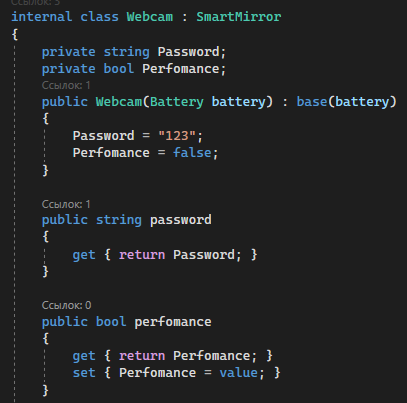 Ссылок: 3
internal class Webcam : SmartMirror
{
private string Password;
private bool Perfomance;
Ссылок: 1
public Webcam(Battery battery) : base(battery)
{
Password = "123";
Perfomance = false;
}
Ссылок: 1
public string password
{
get { return Password; }
}
Ссылок: 0
public bool perfomance
{
get { return Perfomance; }
set { Perfomance = value; }
}